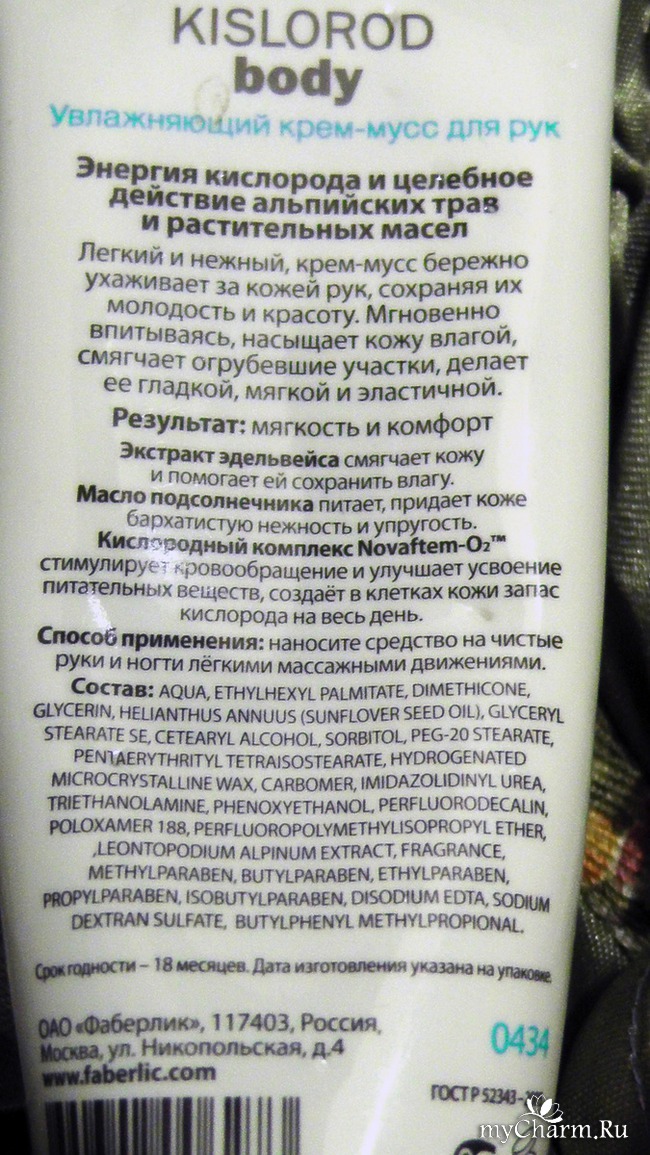 KISLOROD
body
Увлажняющий крем-мусс для рук
Энергия кислорода и целебное
действие альпийских трав
и растительных масел
Легкий и нежный, крем-мусс бережно
ухаживает за кожей рук, сохраняя их
молодость и красоту. Мгновенно
впитываясь, насыщает кожу влагой,
смягчает огрубевшие участки, делает
ее гладкой, мягкой и эластичной.
Результат: мягкость и комфорт
Экстракт эдельвейса смягчает кожу
и помогает ей сохранить влагу.
Масло подсолнечника питает, придает коже
бархатистую нежность и упругость.
Кислородный комплекс Novaftem-O₂™
стимулирует кровообращение и улучшает усвоение
питательных веществ, создаёт в клетках кожи запас
кислорода на весь день.
Способ применения: наносите средство на чистые
руки и ногти лёгкими массажными движениями.
Состав: AQUA, ETHYLHEXYL PALMITATE, DIMETHICONE,
GLYCERIN, HELIANTHUS ANNUUS (SUNFLOVER SEED OIL), GLYCERYL
STEARATE SE, CETEARYL ALCOHOL, SORBITOL, PEG-20 STEARATE,
PENTAERYTHRITYL TETRAISOSTEARATE, HYDROGENATED
MICROCRYSTALLINE WAX, CARBOMER, IMIDAZOLIDINYL UREA,
TRIETHANOLAMINE, PHENOXYETHANOL, PERFLUORODECALIN,
POLOXAMER 188, PERFLUOROPOLYMETHYLISOPROPYL ETHER,
,LEONTOPODIUM ALPINUM EXTRACT, FRAGRANCE,
METHYLPARABEN, BUTYLPARABEN, ETHYLPARABEN,
PROPYLPARABEN, ISOBUTYLPARABEN, DISODIUM EDTA, SODIUM
DEXTRAN SULFATE, BUTYLPHENYL METHYLPROPIONAL.
Срок годности – 18 месяцев. Дата изготовления указана на упаковке.
ОАО «Фаберлик», 117403, Россия,
Москва, ул. Никопольская, д.4
www.faberlic.com
0434
ГОСТ Р 52343-
myCharm.Ru